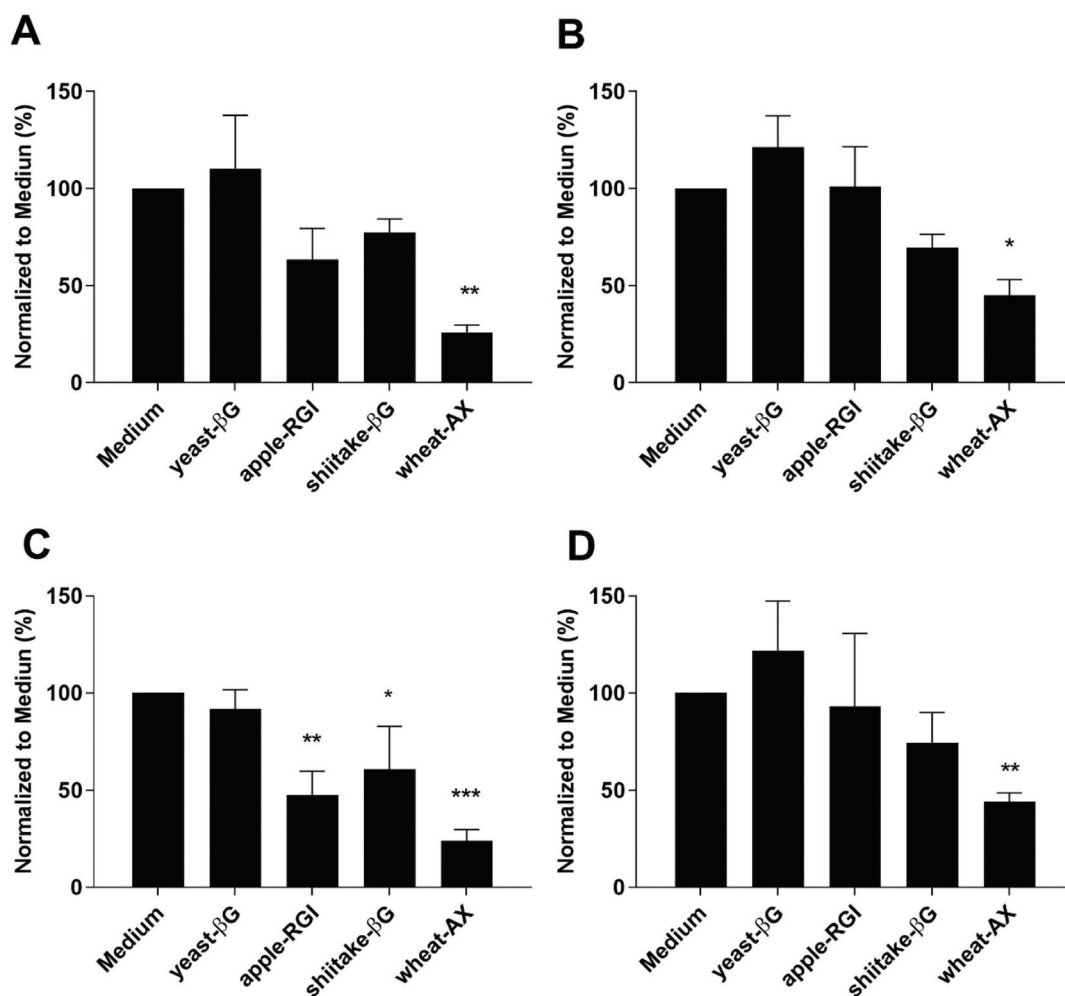 A
Normalized to Mediun (%)
150
100
50
0
**
Medium
yeast-βG
apple-RGI
shiitake-βG
wheat-AX
B
Normalized to Mediun (%)
150
100
50
0
*
Medium
yeast-βG
apple-RGI
shiitake-βG
wheat-AX
C
Normalized to Mediun (%)
150
100
50
0
**
*
***
Medium
yeast-βG
apple-RGI
shiitake-βG
wheat-AX
D
Normalized to Mediun (%)
150
100
50
0
**
Medium
yeast-βG
apple-RGI
shiitake-βG
wheat-AX